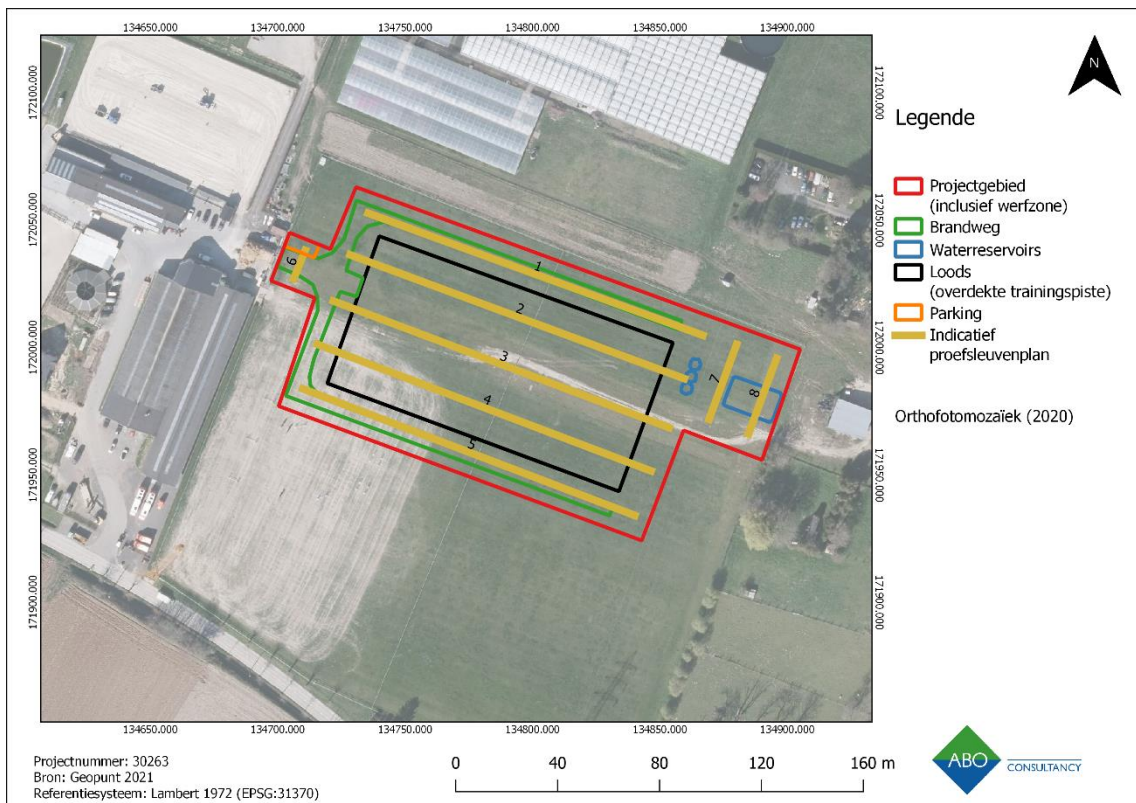 134650.000 134700.000 134750.000 134800.000 134850.000 134900.000
172100.000
172050.000
172000.000
171950.000
171900.000
172100.000
172050.000
172000.000
171950.000
171900.000
1
2
3
4
5
6
7
8
134650.000 134700.000 134750.000 134800.000 134850.000 134900.000
N
Legende
Projectgebied
(inclusief werfzone)
Brandweg
Waterreservoirs
Loods
(overdekte trainingspiste)
Parking
Indicatief
proefsleuvenplan
Orthofotomozaïek (2020)
Projectnummer: 30263
Bron: Geopunt 2021
Referentiesysteem: Lambert 1972 (EPSG:31370)
0 40 80 120 160 m
ABO
CONSULTANCY